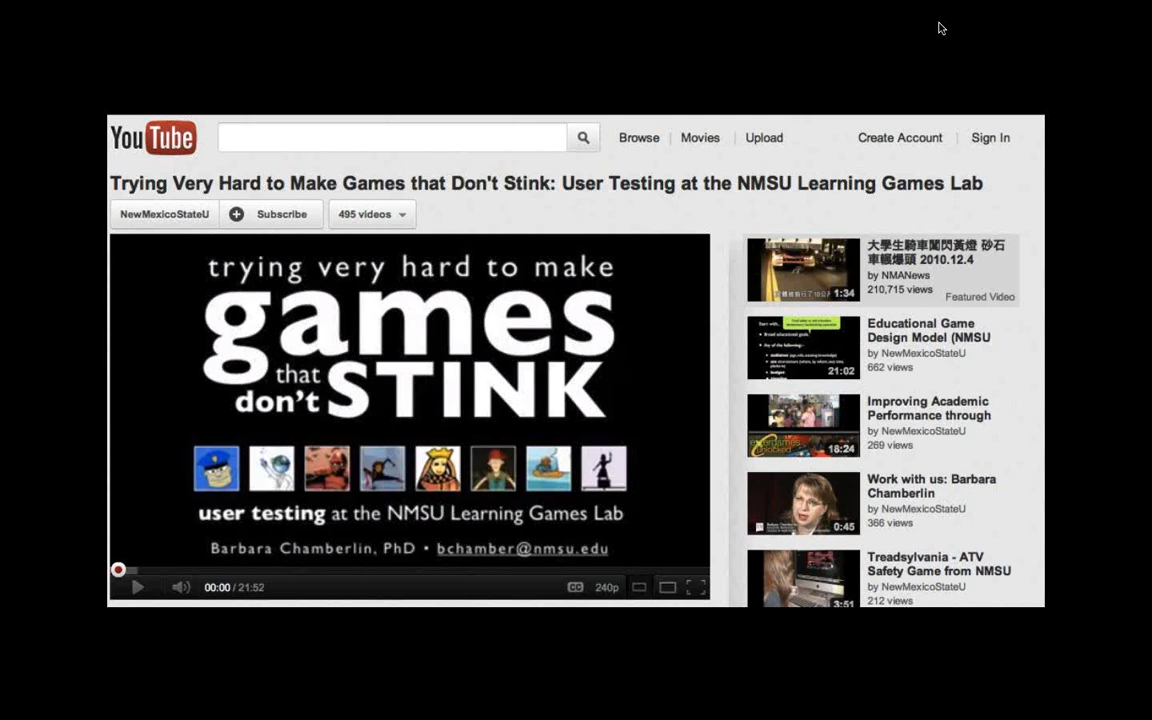 YouTube
Browse
Movies
Upload
Create Account
Sign In
Trying Very Hard to Make Games that Don't Stink: User Testing at the NMSU Learning Games Lab
NewMexicoStateU
Subscribe
495 videos
trying very hard to make
games
that
don't STINK
user testing at the NMSU Learning Games Lab
Barbara Chamberlin, PhD • bchamber@nmsu.edu
00:00 / 21:52
CC
240p
1:34
大學生騎車闖閃黃燈 砂石
車輾爆頭 2010.12.4
by NMANews
210,715 views
Featured Video
21:02
Educational Game
Design Model (NMSU
by NewMexicoStateU
662 views
exergames
unlocked
18:24
Improving Academic
Performance through
by NewMexicoStateU
269 views
0:45
Work with us: Barbara
Chamberlin
by NewMexicoStateU
366 views
3:51
Treadsylvania - ATV
Safety Game from NMSU
by NewMexicoStateU
212 views